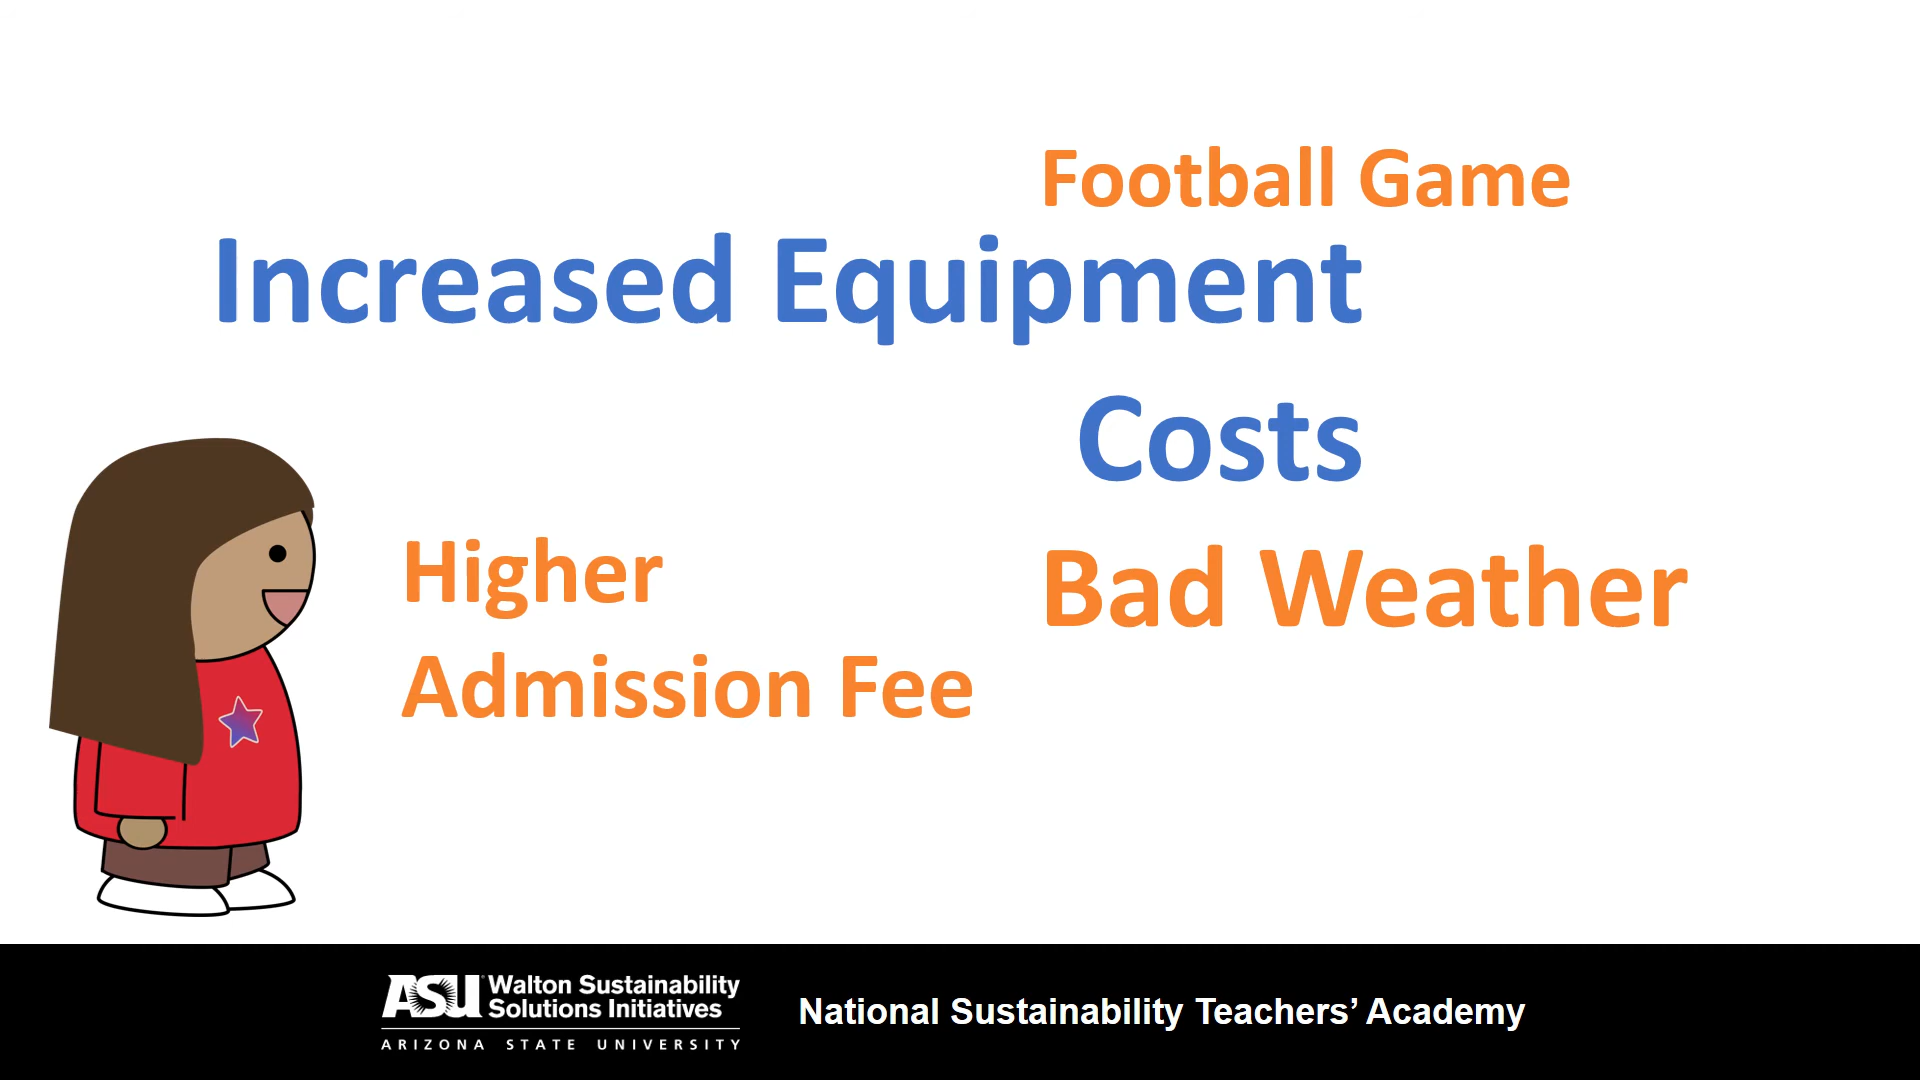 Football Game
Increased Equipment
Costs
Higher
Admission Fee
Bad Weather
ASU Walton Sustainability
Solutions Initiatives
ARIZONA STATE UNIVERSITY
National Sustainability Teachers’ Academy